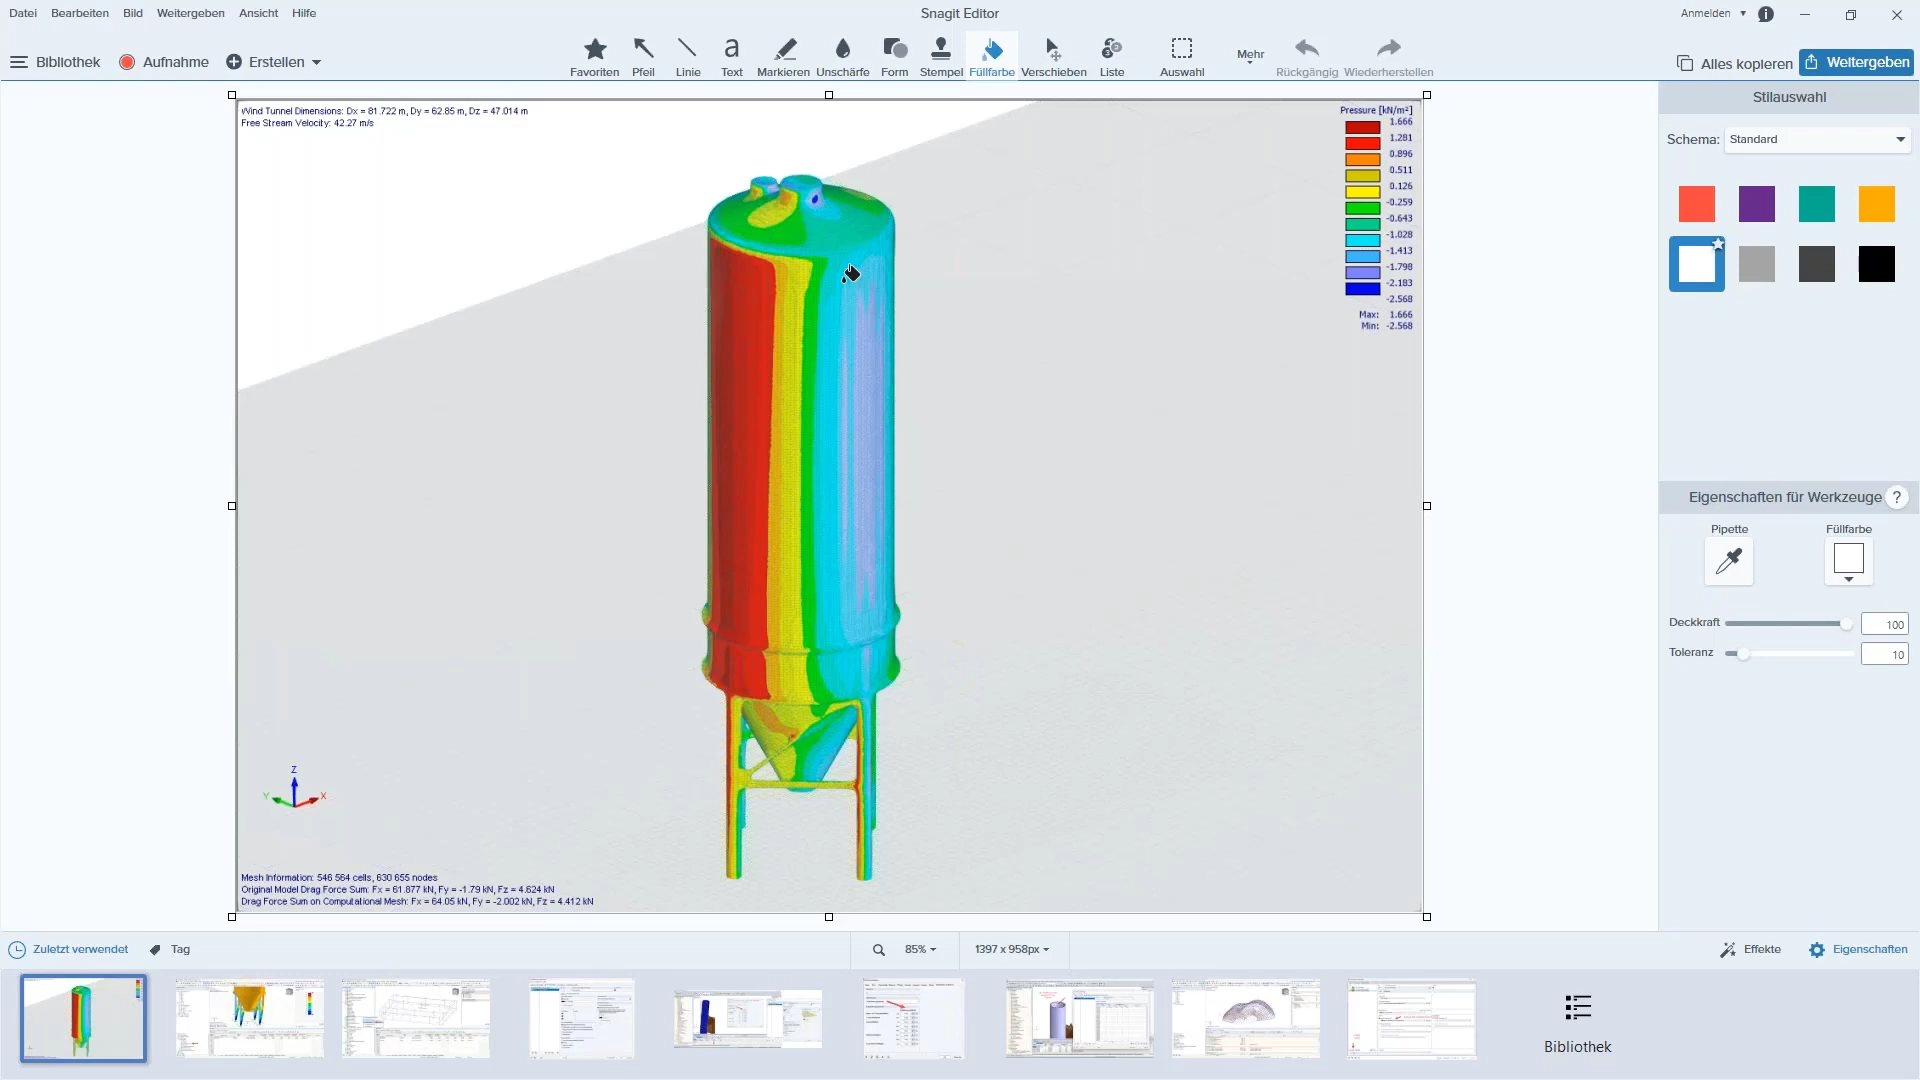 Datei Bearbeiten Bild Weitergeben Ansicht Hilfe
Snagit Editor
Anmelden
Bibliothek Aufnahme Erstellen
Favoriten Pfeil Linie Text Markieren Unschärfe Form Stempel Füllfarbe Verschieben Liste Auswahl Mehr Rückgängig Wiederherstellen
Alles kopieren Weitergeben
Wind Tunnel Dimensions: Dx = 81.722 m, Dy = 62.85 m, Dz = 47.014 m
Free Stream Velocity: 42.27 m/s
Pressure [kN/m²]
1.666
1.281
0.896
0.511
0.126
-0.259
-0.643
-1.028
-1.413
-1.798
-2.183
-2.568
Max: 1.666
Min: -2.568
Z
Y
X
Mesh Information: 546 564 cells, 630 655 nodes
Original Model Drag Force Sum: Fx = 61.877 kN, Fy = -1.79 kN, Fz = 4.624 kN
Drag Force Sum on Computational Mesh: Fx = 64.05 kN, Fy = -2.002 kN, Fz = 4.412 kN
Stilauswahl
Schema: Standard
Eigenschaften für Werkzeuge ?
Pipette Füllfarbe
Deckkraft 100
Toleranz 10
Zuletzt verwendet Tag
85% 1397 x 958px
Effekte Eigenschaften
Bibliothek